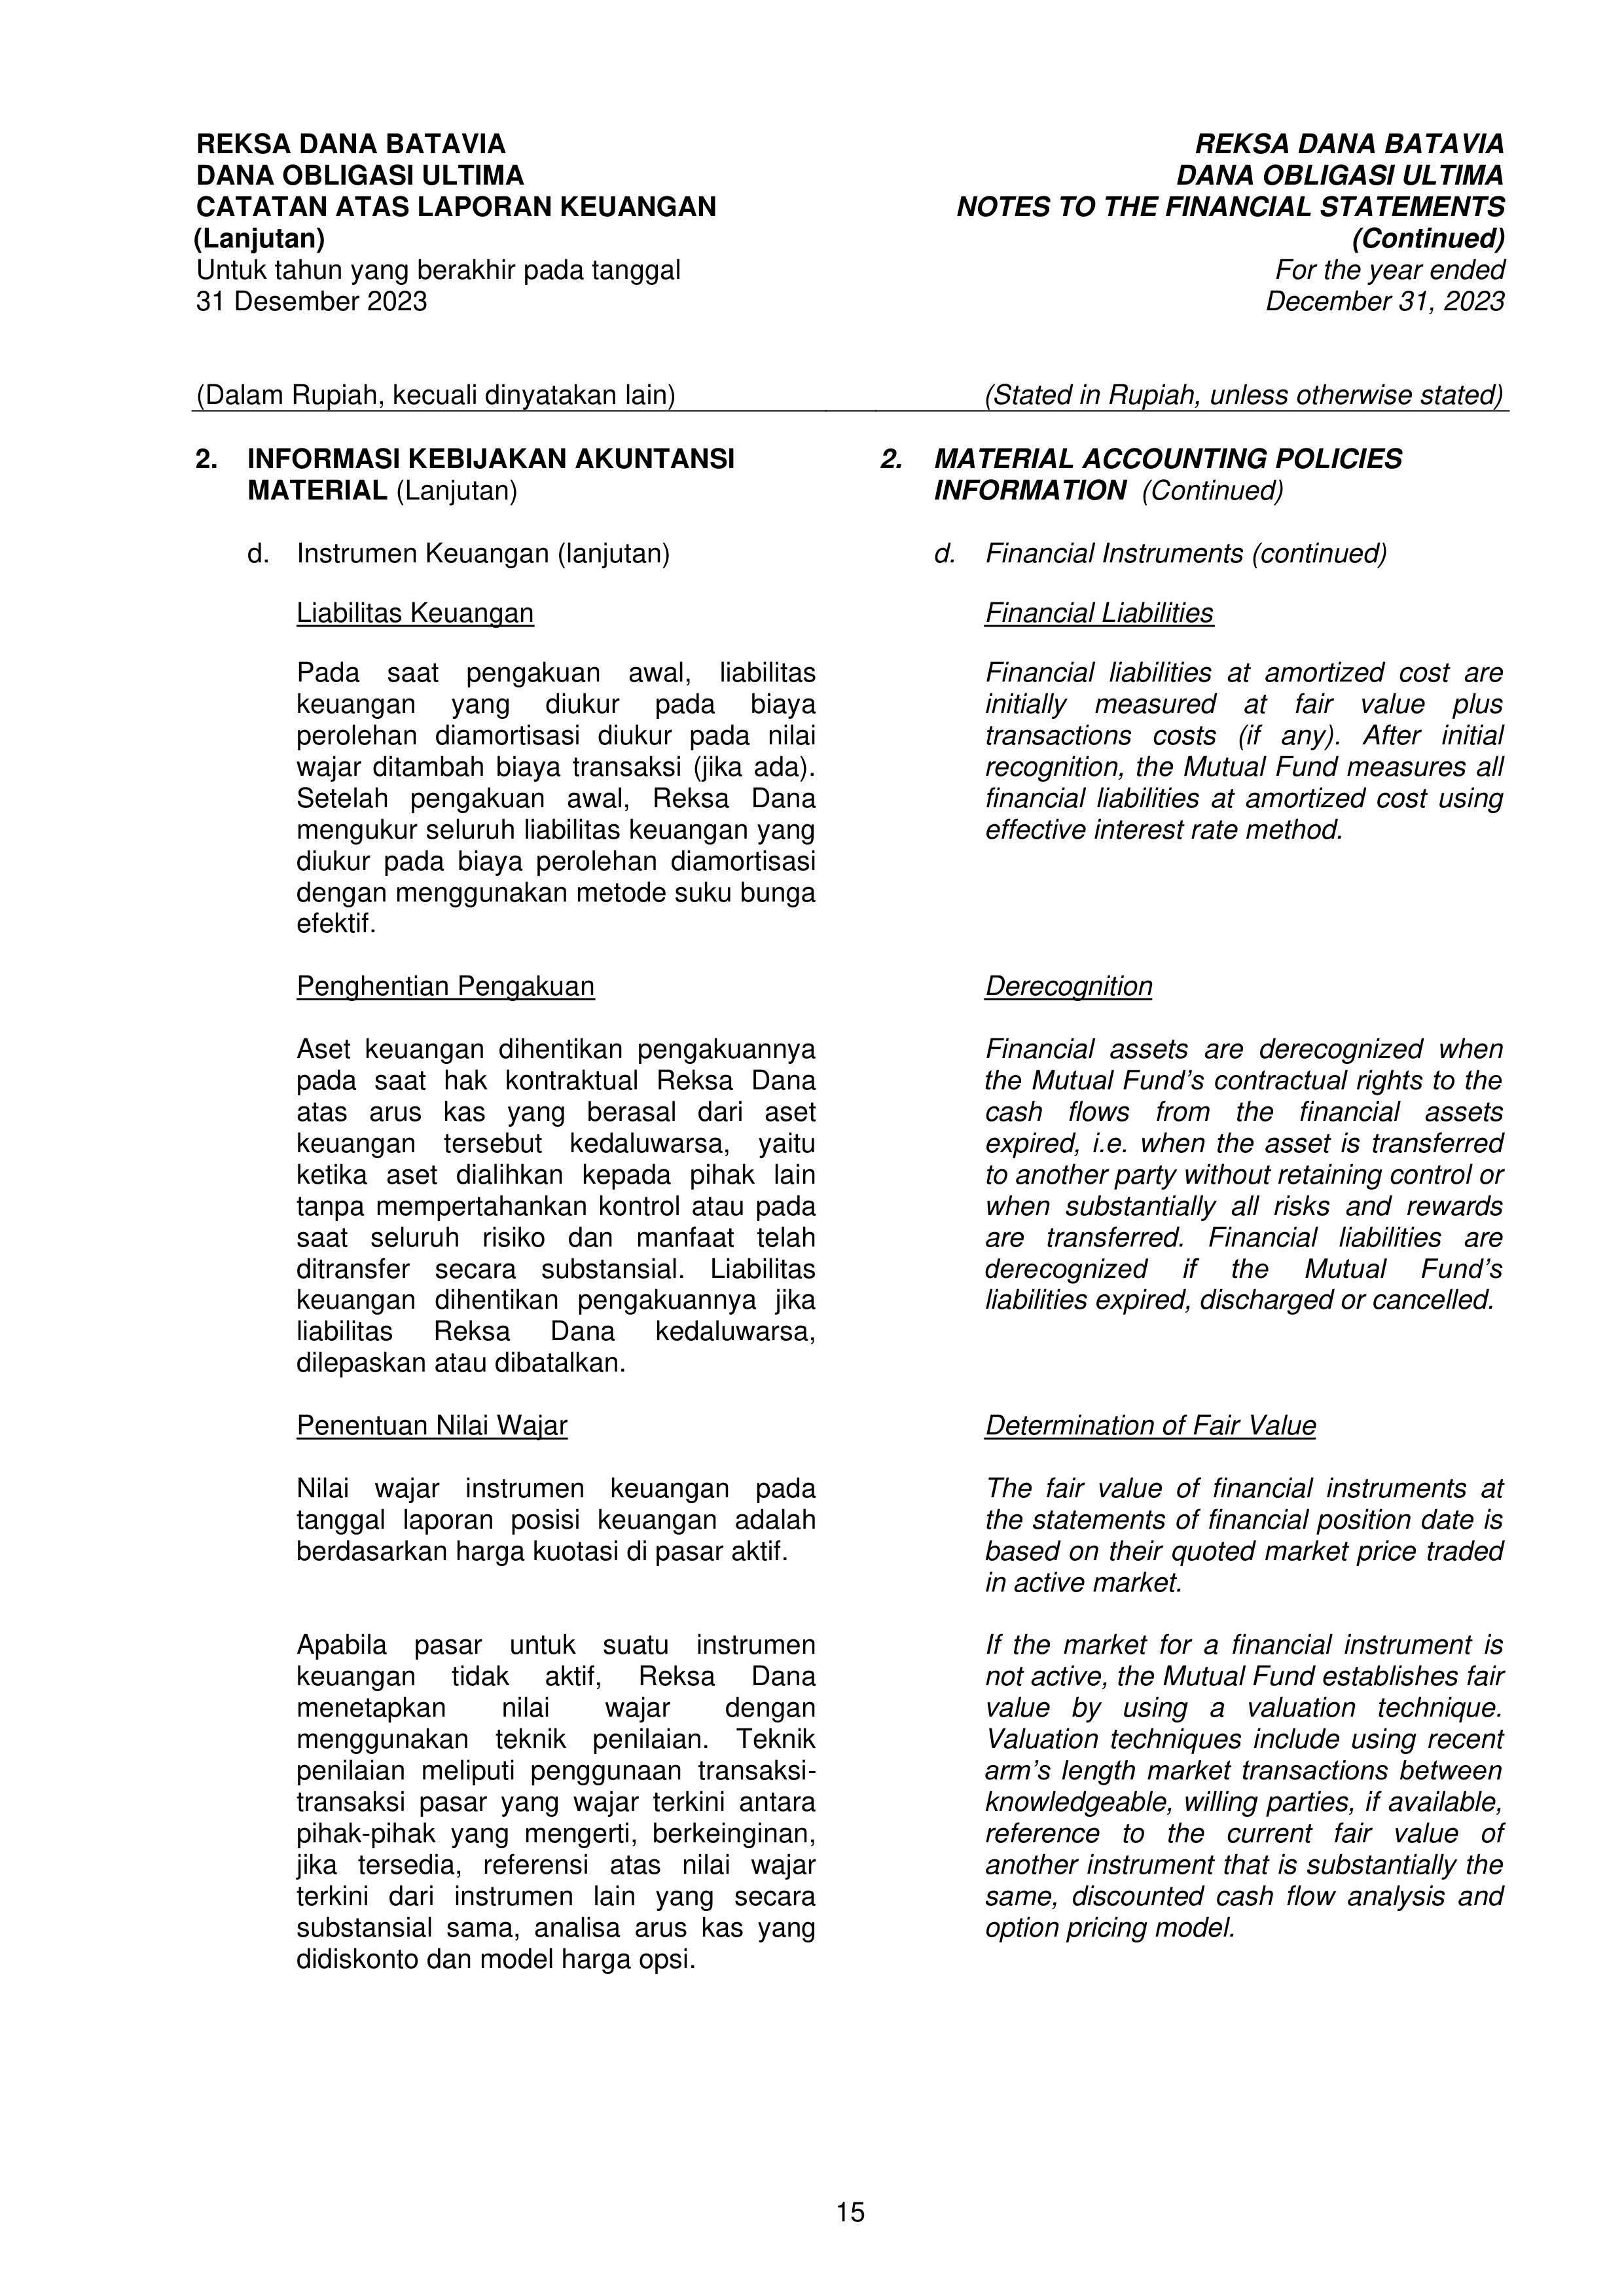 REKSA DANA BATAVIA
DANA OBLIGASI ULTIMA
CATATAN ATAS LAPORAN KEUANGAN
(Lanjutan)
Untuk tahun yang berakhir pada tanggal
31 Desember 2023
REKSA DANA BATAVIA
DANA OBLIGASI ULTIMA
NOTES TO THE FINANCIAL STATEMENTS
(Continued)
For the year ended
December 31, 2023
(Dalam Rupiah, kecuali dinyatakan lain)
(Stated in Rupiah, unless otherwise stated)
2. INFORMASI KEBIJAKAN AKUNTANSI
MATERIAL (Lanjutan)
d. Instrumen Keuangan (lanjutan)
Liabilitas Keuangan
Pada saat pengakuan awal, liabilitas
keuangan yang diukur pada biaya
perolehan diamortisasi diukur pada nilai
wajar ditambah biaya transaksi (jika ada).
Setelah pengakuan awal, Reksa Dana
mengukur seluruh liabilitas keuangan yang
diukur pada biaya perolehan diamortisasi
dengan menggunakan metode suku bunga
efektif.
Penghentian Pengakuan
Aset keuangan dihentikan pengakuannya
pada saat hak kontraktual Reksa Dana
atas arus kas yang berasal dari aset
keuangan tersebut kedaluwarsa, yaitu
ketika aset dialihkan kepada pihak lain
tanpa mempertahankan kontrol atau pada
saat seluruh risiko dan manfaat telah
ditransfer secara substansial. Liabilitas
keuangan dihentikan pengakuannya jika
liabilitas Reksa Dana kedaluwarsa,
dilepaskan atau dibatalkan.
Penentuan Nilai Wajar
Nilai wajar instrumen keuangan pada
tanggal laporan posisi keuangan adalah
berdasarkan harga kuotasi di pasar aktif.
Apabila pasar untuk suatu instrumen
keuangan tidak aktif, Reksa Dana
menetapkan nilai wajar dengan
menggunakan teknik penilaian. Teknik
penilaian meliputi penggunaan transaksi-
transaksi pasar yang wajar terkini antara
pihak-pihak yang mengerti, berkeinginan,
jika tersedia, referensi atas nilai wajar
terkini dari instrumen lain yang secara
substansial sama, analisa arus kas yang
didiskonto dan model harga opsi.
2. MATERIAL ACCOUNTING POLICIES
INFORMATION (Continued)
d. Financial Instruments (continued)
Financial Liabilities
Financial liabilities at amortized cost are
initially measured at fair value plus
transactions costs (if any). After initial
recognition, the Mutual Fund measures all
financial liabilities at amortized cost using
effective interest rate method.
Derecognition
Financial assets are derecognized when
the Mutual Fund’s contractual rights to the
cash flows from the financial assets
expired, i.e. when the asset is transferred
to another party without retaining control or
when substantially all risks and rewards
are transferred. Financial liabilities are
derecognized if the Mutual Fund’s
liabilities expired, discharged or cancelled.
Determination of Fair Value
The fair value of financial instruments at
the statements of financial position date is
based on their quoted market price traded
in active market.
If the market for a financial instrument is
not active, the Mutual Fund establishes fair
value by using a valuation technique.
Valuation techniques include using recent
arm’s length market transactions between
knowledgeable, willing parties, if available,
reference to the current fair value of
another instrument that is substantially the
same, discounted cash flow analysis and
option pricing model.
15